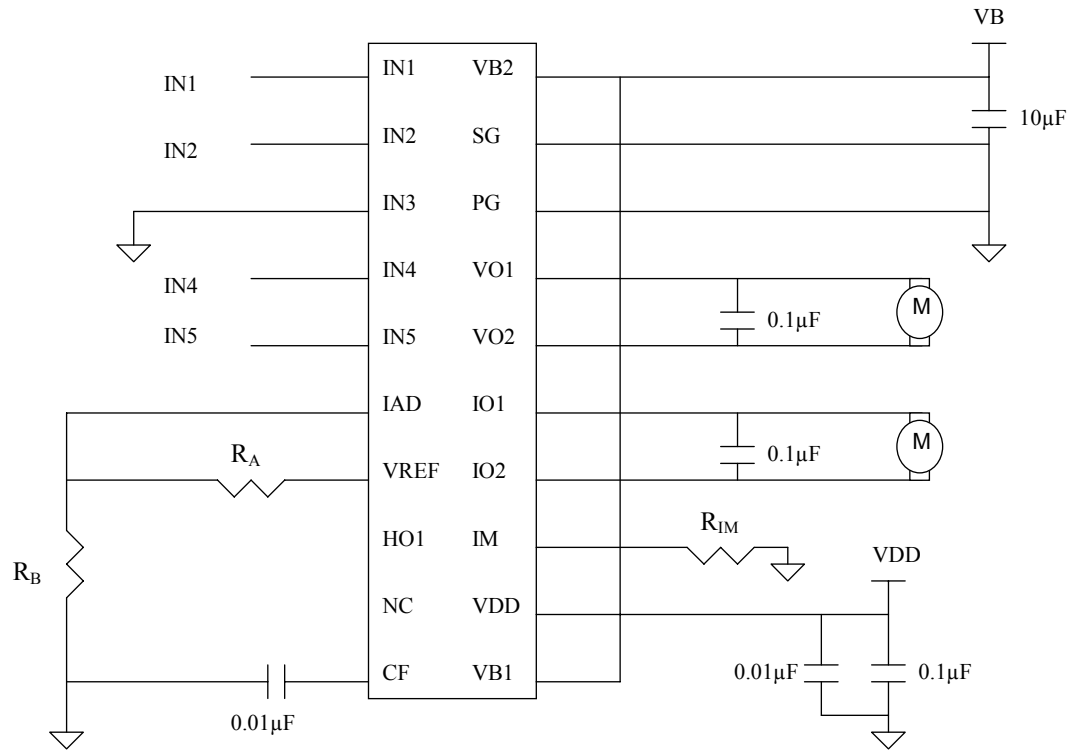 VB
IN1 IN1 VB2
10µF
IN2 IN2 SG
IN3 PG
IN4 IN4 VO1
0.1µF M
IN5 IN5 VO2
IAD IO1
RA 0.1µF M
VREF IO2
RIM
HO1 IM
VDD
RB
NC VDD
0.01µF 0.1µF
CF VB1
0.01µF